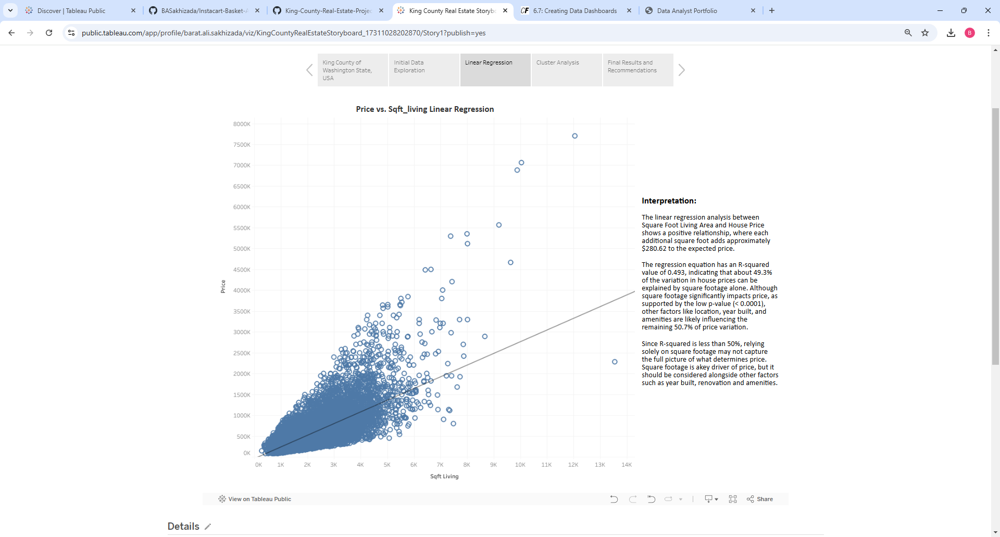 Discover | Tableau Public
BASakhizada/Instacart-Basket-A
King-County-Real-Estate-Projec
King County Real Estate Storybo
CF 6.7: Creating Data Dashboards
Data Analyst Portfolio
public.tableau.com/app/profile/barat.ali.sakhizada/viz/KingCountyRealEstateStoryboard_17311028202870/Story1?publish=yes
B
King County of
Washington State,
USA
Initial Data
Exploration
Linear Regression
Cluster Analysis
Final Results and
Recommendations
Price vs. Sqft_living Linear Regression
8000K
7500K
7000K
6500K
6000K
5500K
5000K
4500K
4000K
3500K
3000K
2500K
2000K
1500K
1000K
500K
0K
Price
0K 1K 2K 3K 4K 5K 6K 7K 8K 9K 10K 11K 12K 13K 14K
Sqft Living
Interpretation:
The linear regression analysis between
Square Foot Living Area and House Price
shows a positive relationship, where each
additional square foot adds approximately
$280.62 to the expected price.
The regression equation has an R-squared
value of 0.493, indicating that about 49.3%
of the variation in house prices can be
explained by square footage alone. Although
square footage significantly impacts price, as
supported by the low p-value (< 0.0001),
other factors like location, year built, and
amenities are likely influencing the
remaining 50.7% of price variation.
Since R-squared is less than 50%, relying
solely on square footage may not capture
the full picture of what determines price.
Square footage is akey driver of price, but it
should be considered alongside other factors
such as year built, renovation and amenities.
View on Tableau Public
Share
Details